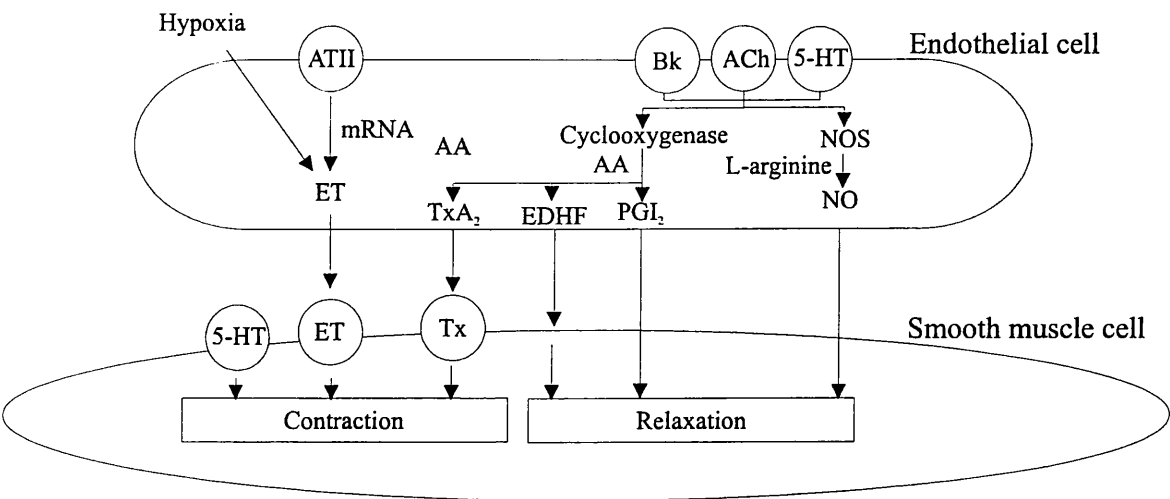 Hypoxia
ATII
Bk
ACh
5-HT
Endothelial cell
mRNA
AA
Cyclooxygenase
AA
NOS
L-arginine
ET
TxA₂
EDHF
PGI₂
NO
5-HT
ET
Tx
Smooth muscle cell
Contraction
Relaxation